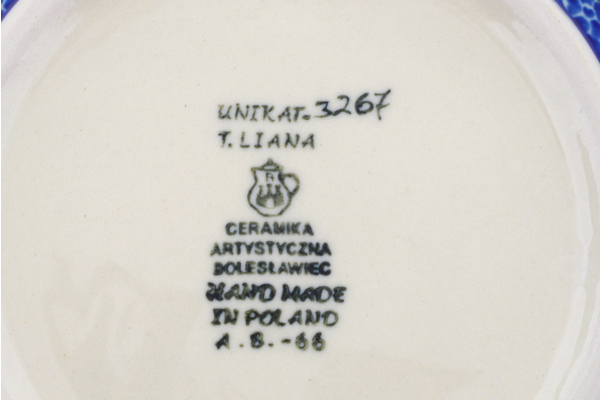 UNIKAT. 3267
T. LIANA
CERAMIKA
ARTYSTYCZNA
BOLESŁAWIEC
HAND MADE
IN POLAND
A.B.-66